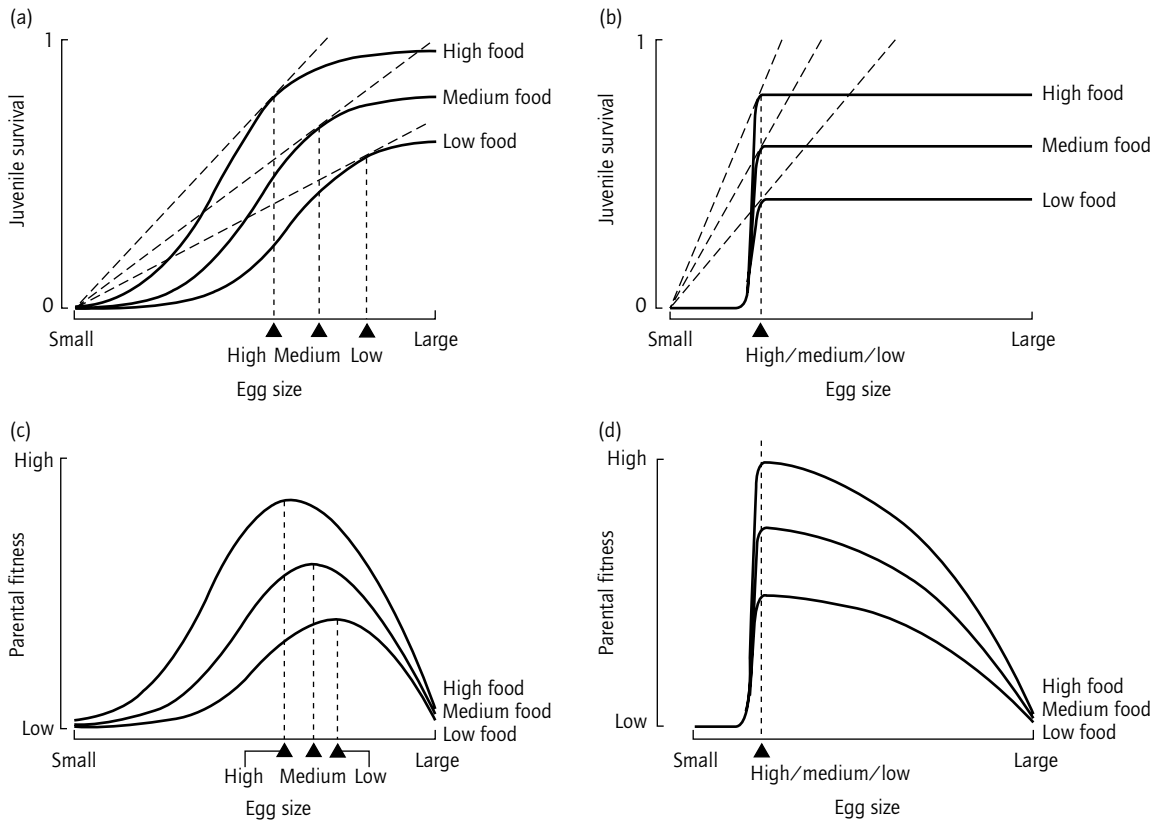 (a)
1
Juvenile survival
0
High food
Medium food
Low food
Small
Large
High Medium Low
Egg size
(b)
1
Juvenile survival
0
High food
Medium food
Low food
Small
Large
High/medium/low
Egg size
(c)
High
Parental fitness
Low
High food
Medium food
Low food
Small
Large
High Medium Low
Egg size
(d)
High
Parental fitness
Low
High food
Medium food
Low food
Small
Large
High/medium/low
Egg size